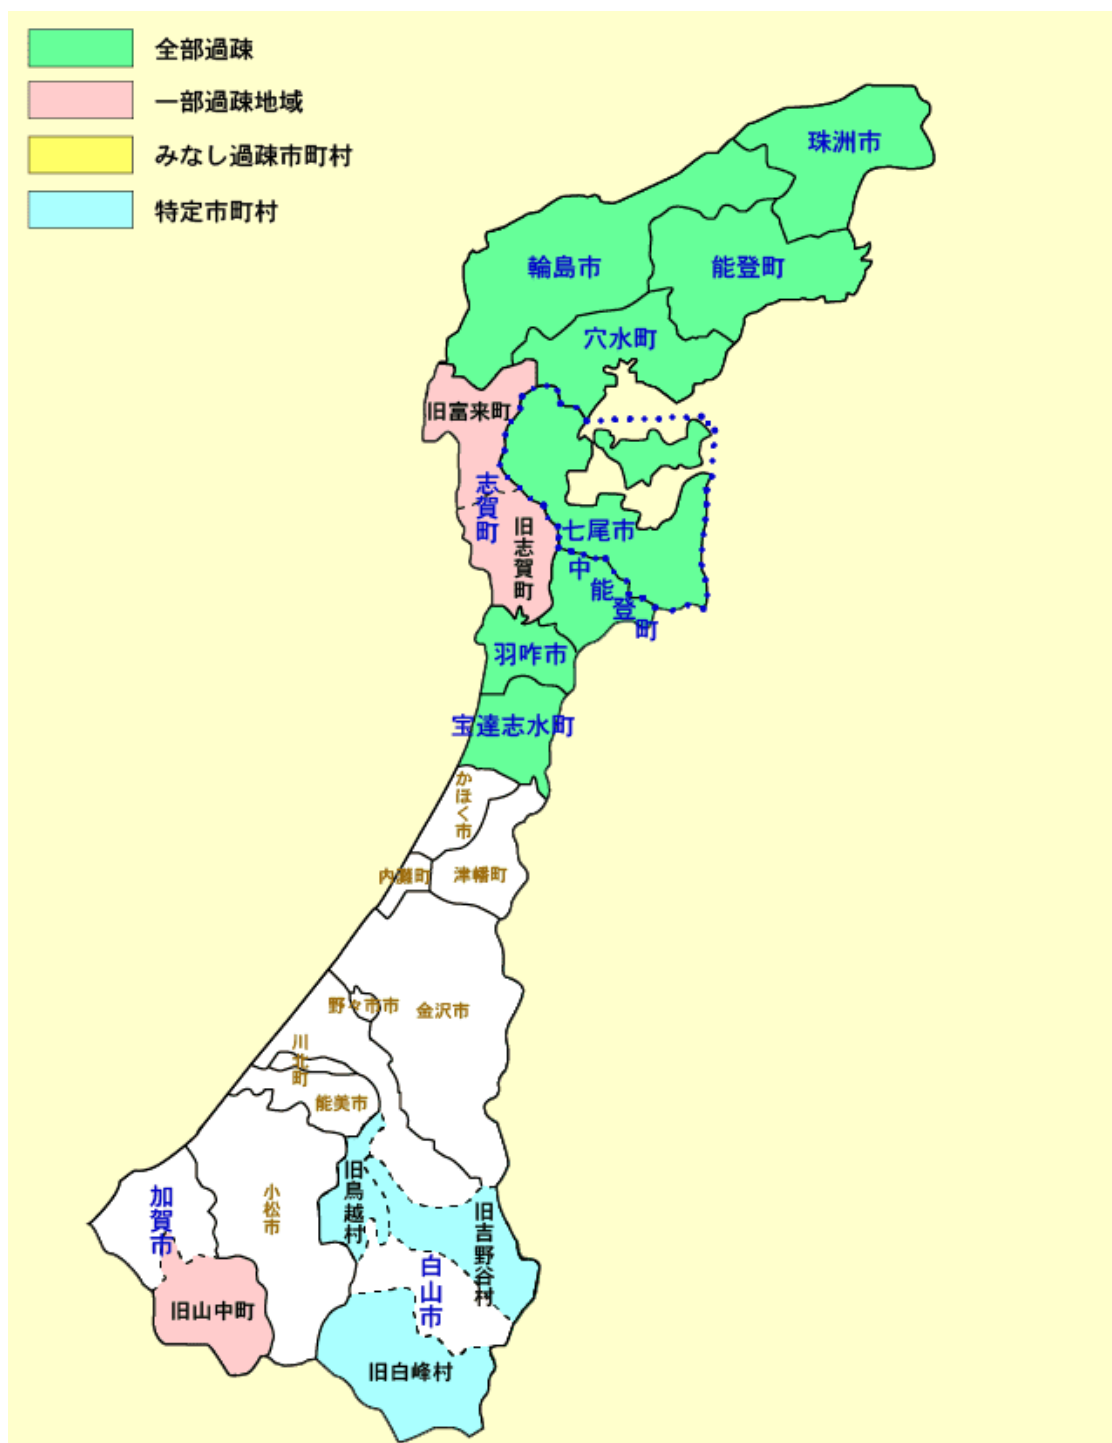 全部過疎
一部過疎地域
みなし過疎市町村
特定市町村
珠洲市
輪島市
能登町
穴水町
旧富来町
志賀町
旧志賀町
七尾市
中能登町
羽咋市
宝達志水町
かほく市
内灘町
津幡町
野々市市
金沢市
川北町
能美市
旧鳥越村
加賀市
小松市
旧吉野谷村
白山市
旧山中町
旧白峰村